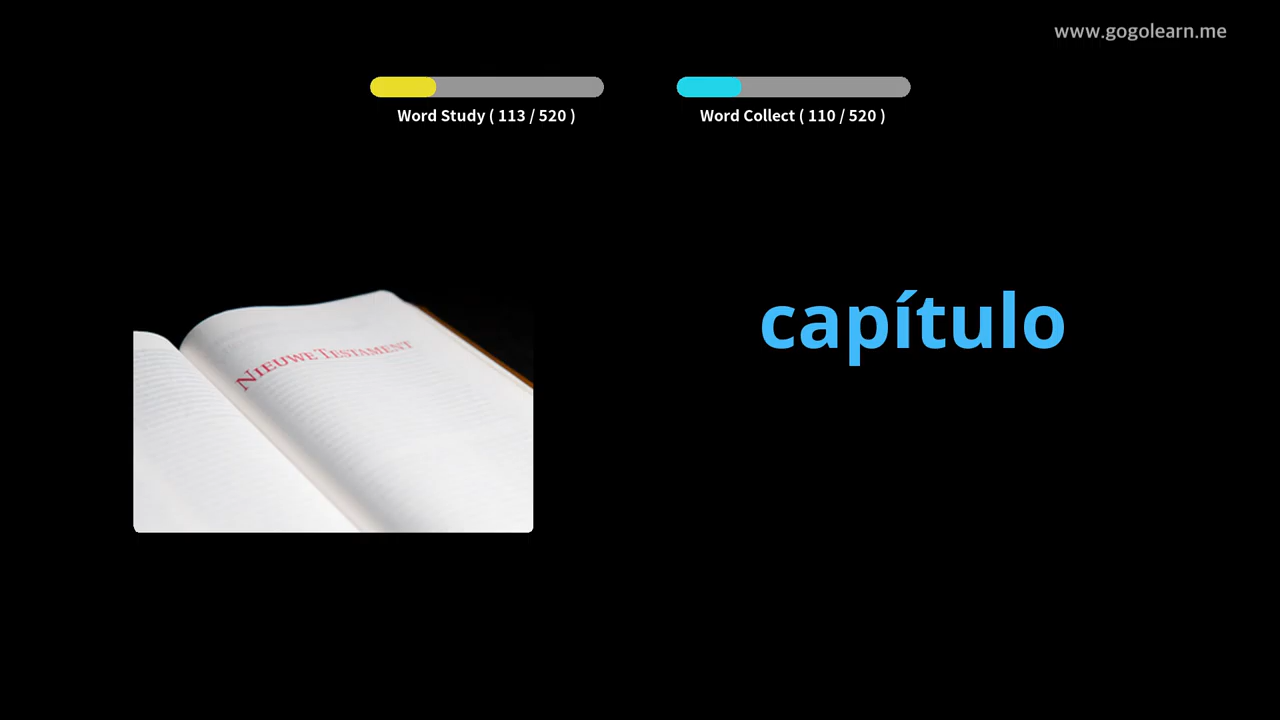 www.gogolearn.me
Word Study ( 113 / 520 )
Word Collect ( 110 / 520 )
NIEUWE TESTAMENT
capítulo